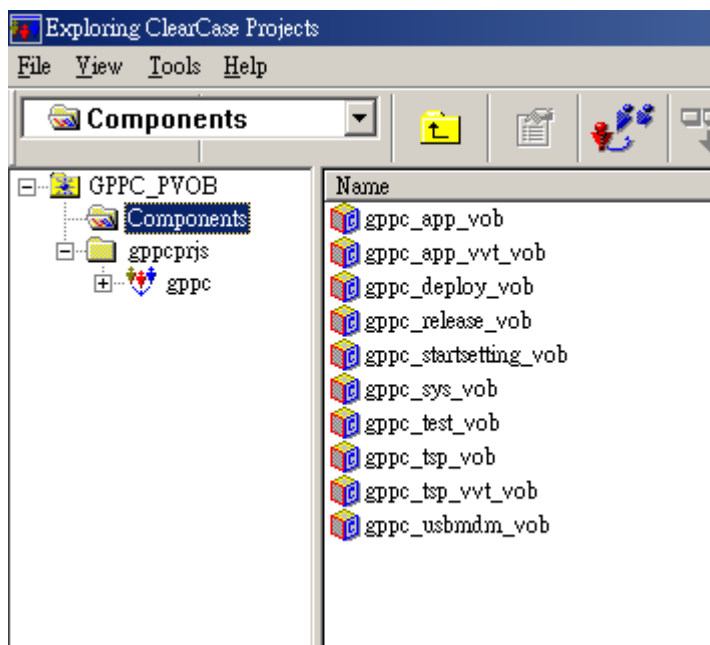 Exploring ClearCase Projects
File View Tools Help
Components
GPPC_PVOB
Components
gppcprjs
gppc
Name
gppc_app_vob
gppc_app_vvt_vob
gppc_deploy_vob
gppc_release_vob
gppc_startsetting_vob
gppc_sys_vob
gppc_test_vob
gppc_tsp_vob
gppc_tsp_vvt_vob
gppc_usbmdm_vob